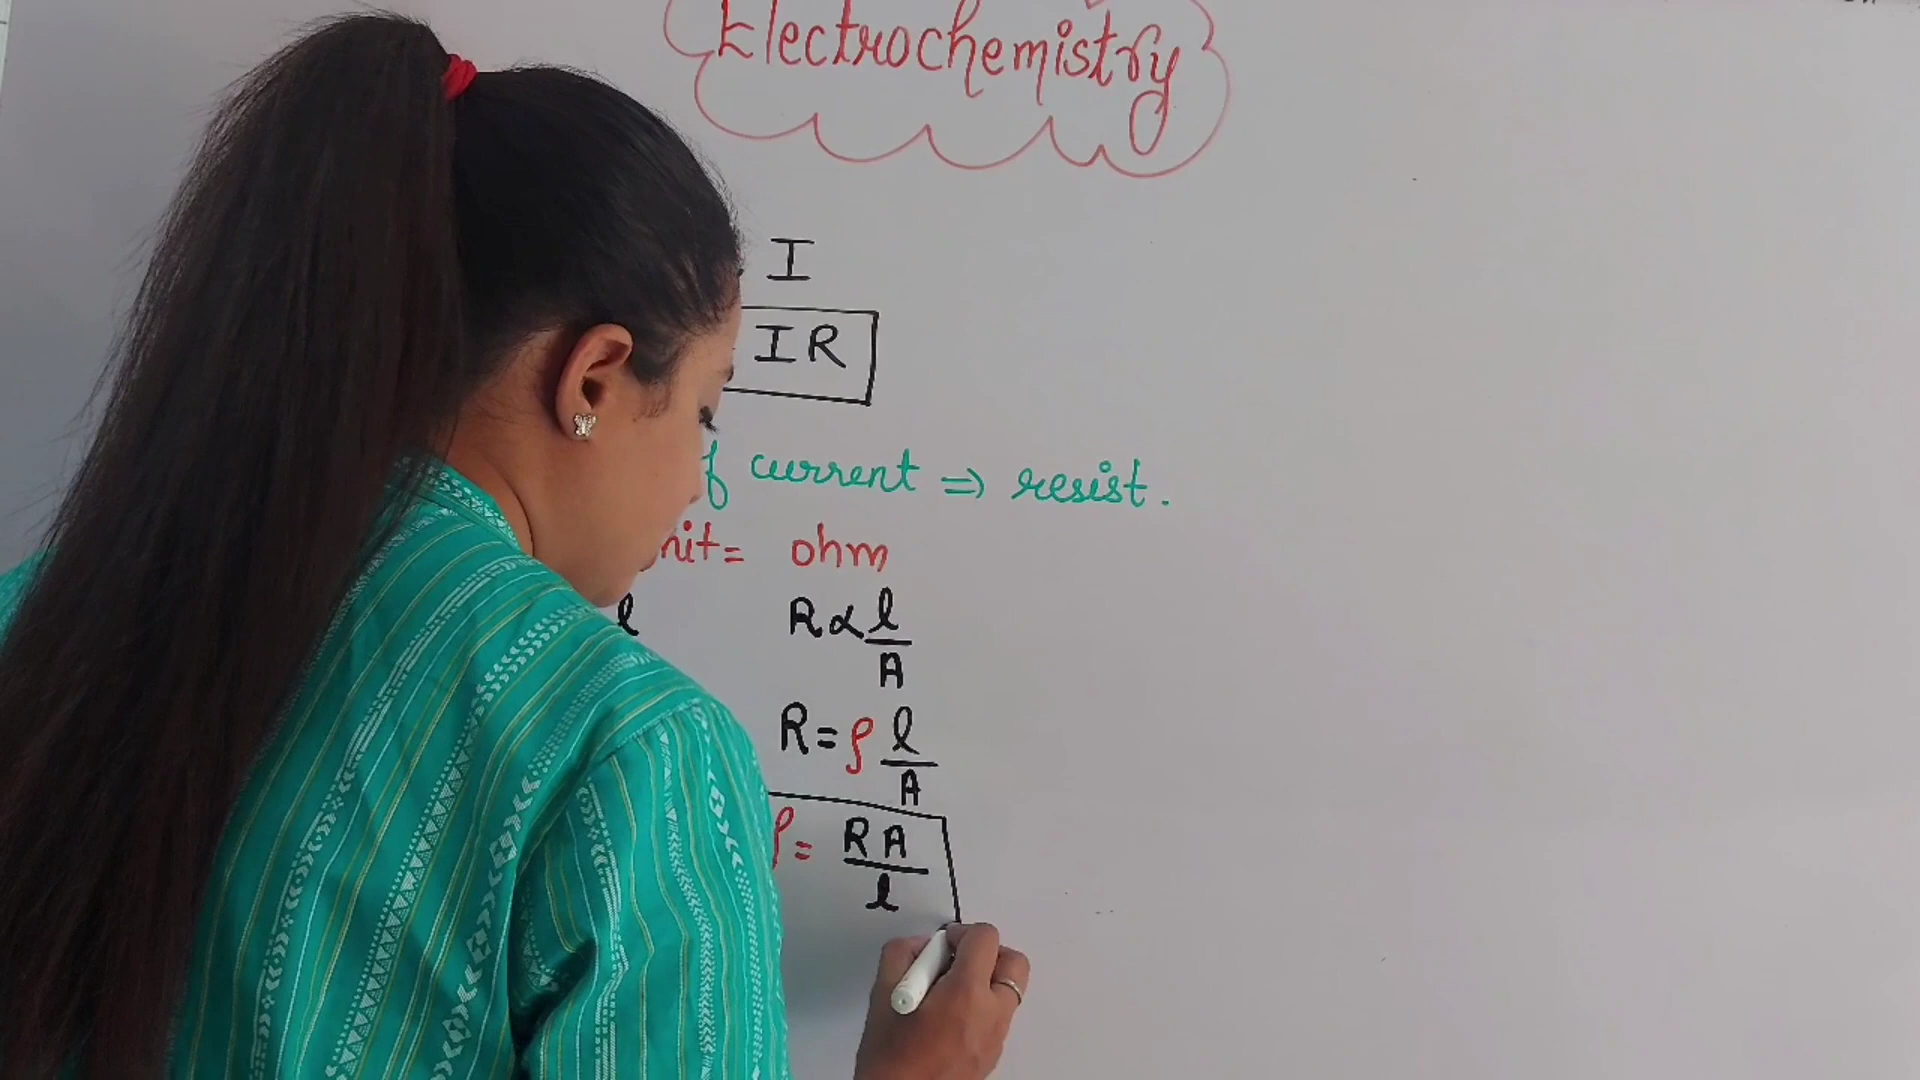 Electrochemistry
I
IR
f current => resist.
nit= ohm
l
R∝l/A
R=ρ l/A
ρ= RA/l